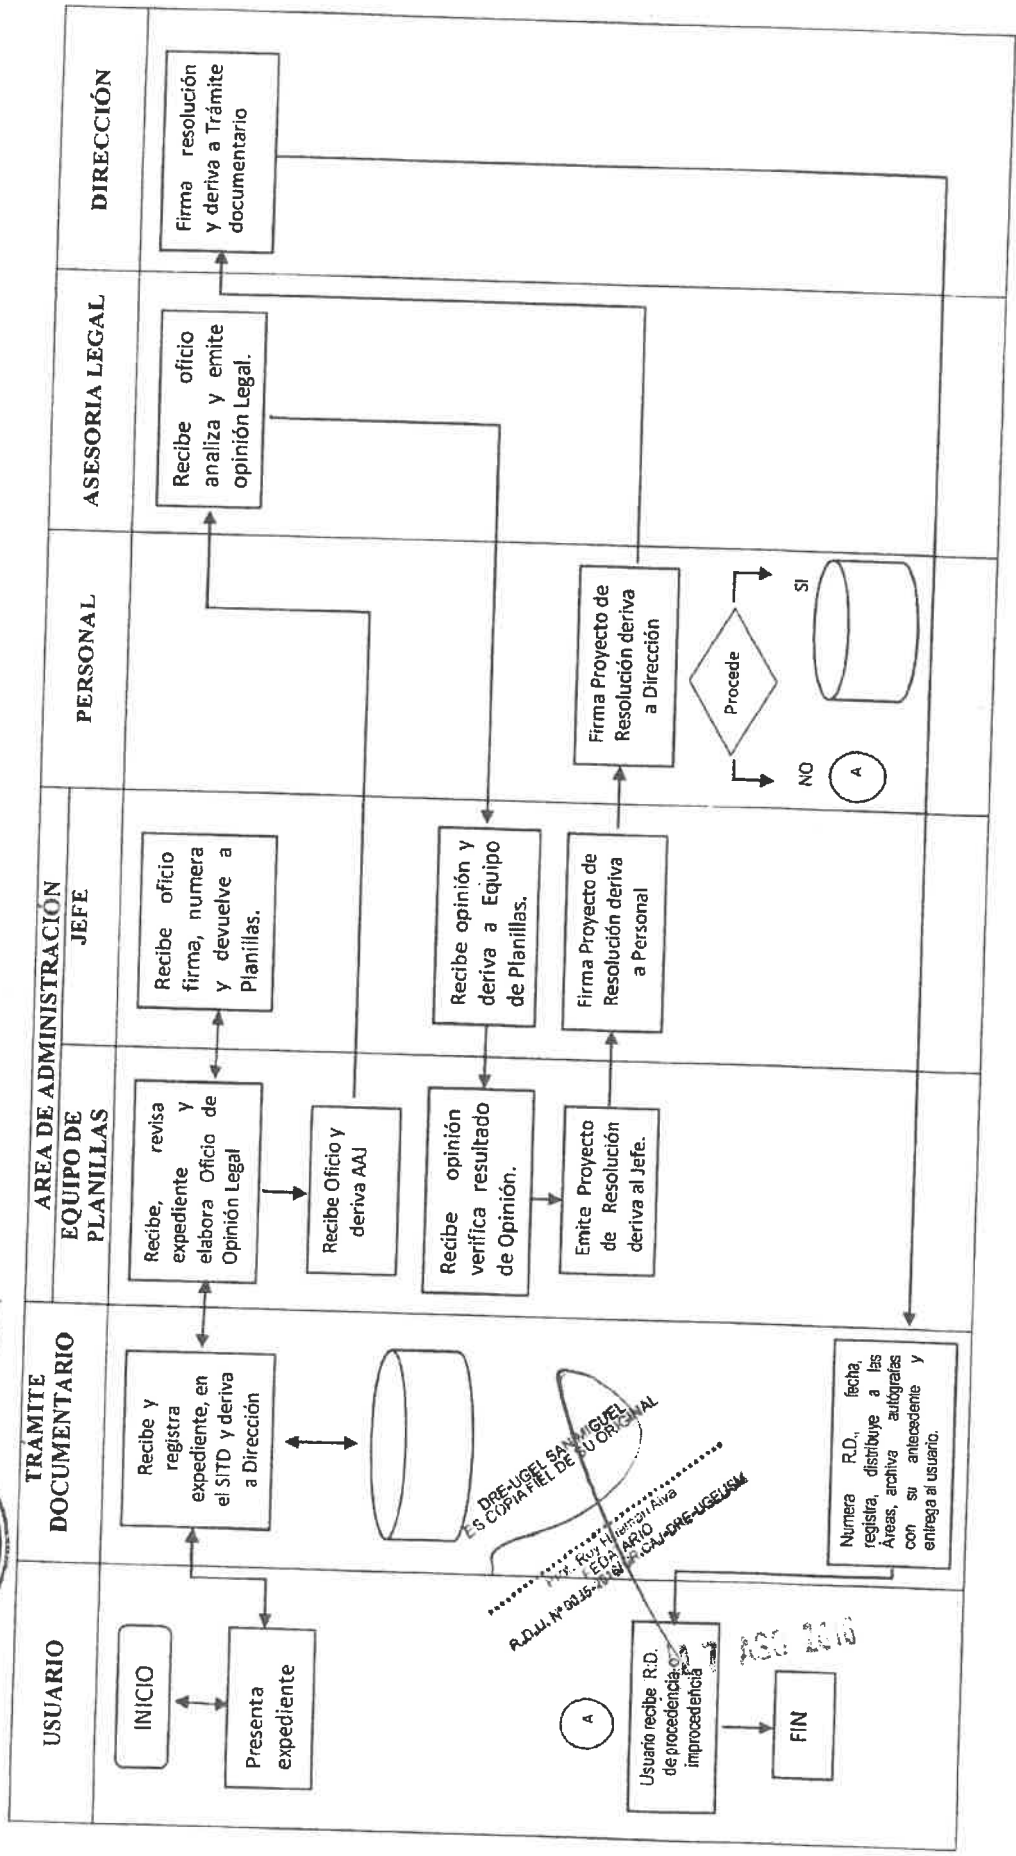 USUARIO
TRÁMITE
DOCUMENTARIO
AREA DE ADMINISTRACIÓN
EQUIPO DE
PLANILLAS
JEFE
PERSONAL
ASESORIA LEGAL
DIRECCIÓN
INICIO
Presenta
expediente
Recibe y
registra
expediente, en
el SITD y deriva
a Dirección
Recibe, revisa
expediente y
elabora Oficio de
Opinión Legal
Recibe oficio
firma, numera
y devuelve a
Planillas.
Recibe Oficio y
deriva AAJ
Recibe oficio
analiza y emite
opinión Legal.
Firma resolución
y deriva a Trámite
documentario
Recibe opinión y
deriva a Equipo
de Planillas.
Recibe opinión
verifica resultado
de Opinión.
Emite Proyecto
de Resolución
deriva al Jefe.
Firma Proyecto de
Resolución deriva
a Personal
Firma Proyecto de
Resolución deriva
a Dirección
Procede
NO
SI
A
Numera R.D., fecha,
registra, distribuye a las
Áreas, archiva autógrafas
con su antecedente y
entrega al usuario.
A
Usuario recibe R.D.
de procedencia o
improcedencia
FIN
DRE-UGEL SAN MIGUEL
ES COPIA FIEL DE SU ORIGINAL
Prof. Roy Alva
FEDATARIO
AGO